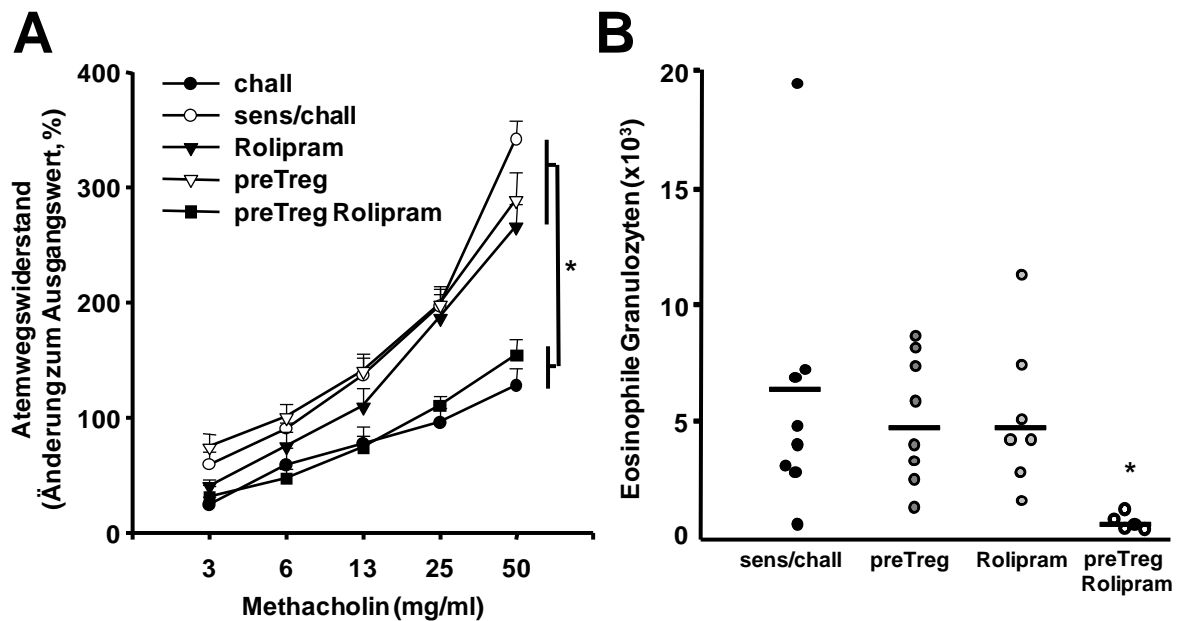 A
400
300
200
100
0
Atemwegswiderstand
(Änderung zum Ausgangswert, %)
chall
sens/chall
Rolipram
preTreg
preTreg Rolipram
*
3 6 13 25 50
Methacholin (mg/ml)
B
20
15
10
5
0
Eosinophile Granulozyten (x10³)
*
sens/chall preTreg Rolipram preTreg
Rolipram